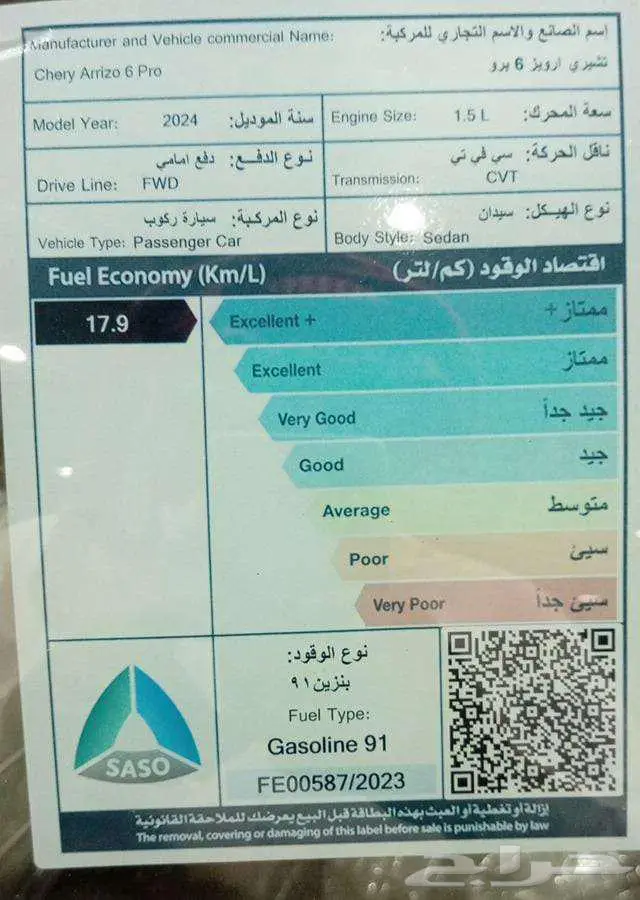 Manufacturer and Vehicle commercial Name: اسم الصانع والاسم التجاري للمركبة:
Chery Arrizo 6 Pro تشيري ارويز 6 برو
Model Year: 2024 سنة الموديل:
Engine Size: 1.5 L سعة المحرك:
Drive Line: FWD نوع الدفع: دفع امامي
Transmission: CVT ناقل الحركة: سي في تي
Vehicle Type: Passenger Car نوع المركبة: سيارة ركوب
Body Style: Sedan نوع الهيكل: سيدان
Fuel Economy (Km/L) اقتصاد الوقود (كم/لتر)
17.9
Excellent + ممتاز +
Excellent ممتاز
Very Good جيد جداً
Good جيد
Average متوسط
Poor سيئ
Very Poor سيئ جداً
SASO
نوع الوقود:
بنزين ٩١
Fuel Type:
Gasoline 91
FE00587/2023
إزالة أو تغطية أو العبث بهذه البطاقة قبل البيع يعرضك للملاحقة القانونية
The removal, covering or damaging of this label before sale is punishable by law
حراج